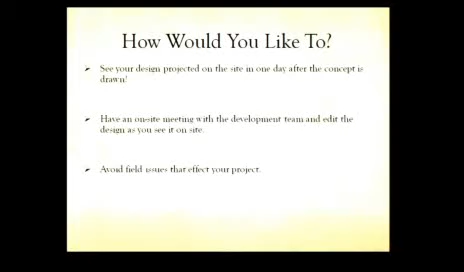 How Would You Like To?
See your design projected on the site in one day after the concept is
drawn!
Have an on-site meeting with the development team and edit the
design as you see it on site.
Avoid field issues that effect your project.